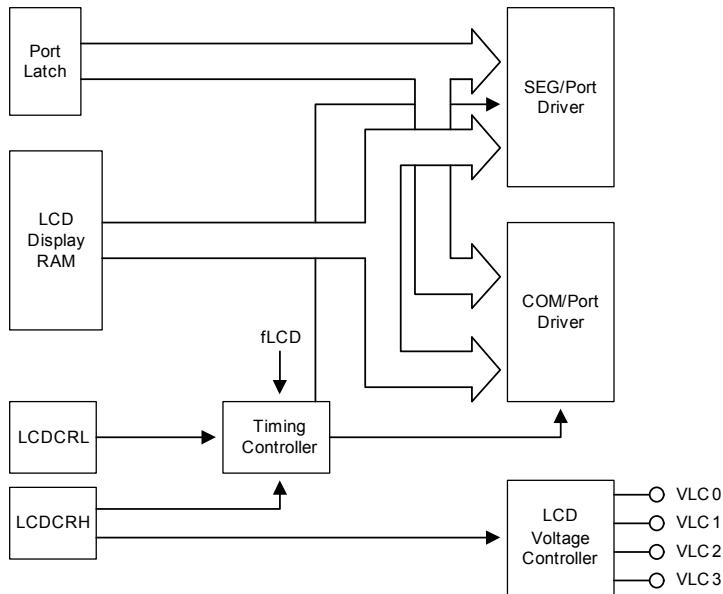 Port
Latch
SEG/Port
Driver
LCD
Display
RAM
COM/Port
Driver
fLCD
LCDCRL
Timing
Controller
LCDCRH
LCD
Voltage
Controller
VLC0
VLC1
VLC2
VLC3